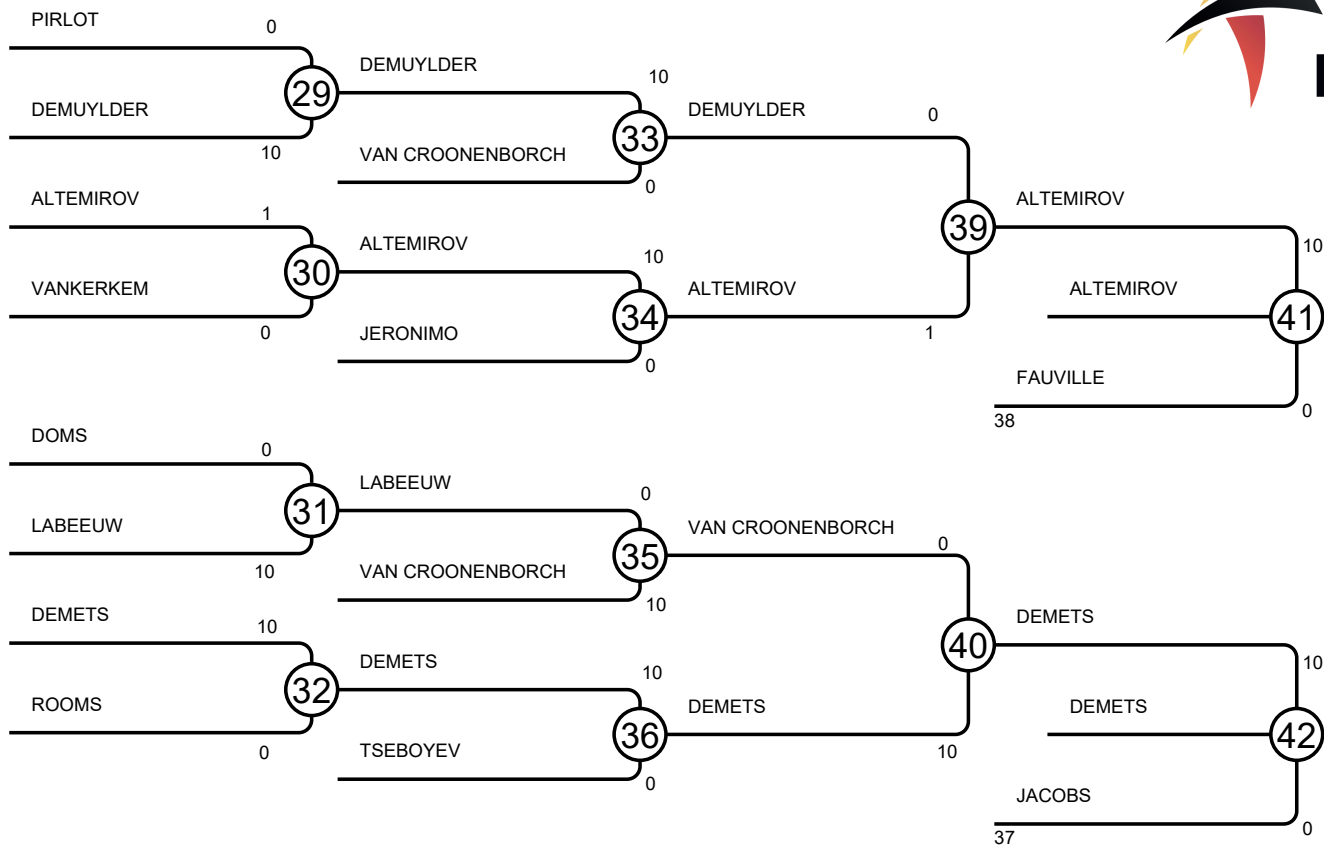 PIRLOT
0
29
DEMUYLDER
10
DEMUYLDER
10
33
VAN CROONENBORCH
0
DEMUYLDER
0
ALTEMIROV
1
30
VANKERKEM
0
ALTEMIROV
10
34
JERONIMO
0
ALTEMIROV
1
39
ALTEMIROV
10
ALTEMIROV
41
FAUVILLE
38
0
DOMS
0
31
LABEEUW
10
LABEEUW
0
35
VAN CROONENBORCH
10
VAN CROONENBORCH
0
DEMETS
10
32
ROOMS
0
DEMETS
10
36
TSEBOYEV
0
DEMETS
10
40
DEMETS
10
DEMETS
42
JACOBS
37
0